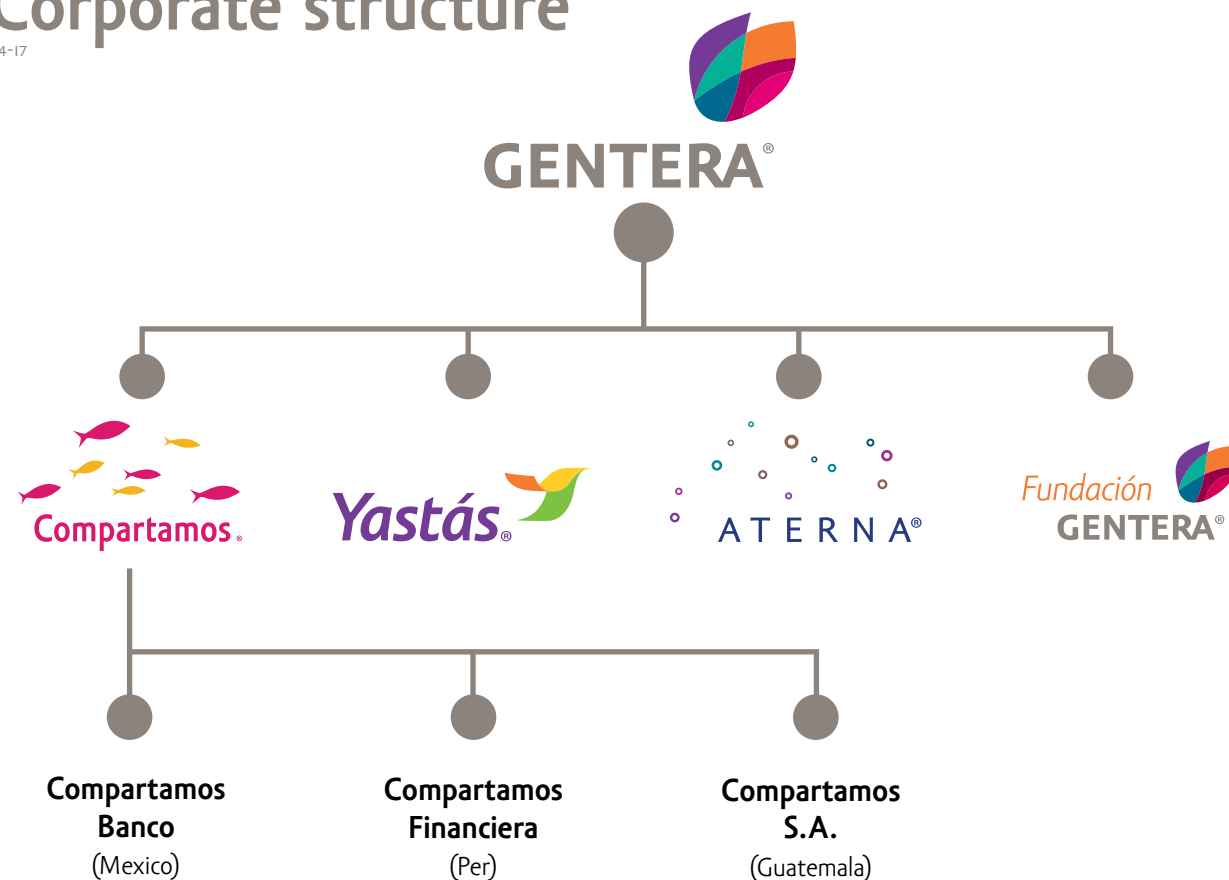 Corporate structure
4-17
GENTERA®
Compartamos®
Yastás®
ATERNA®
Fundación
GENTERA®
Compartamos
Banco
(Mexico)
Compartamos
Financiera
(Per)
Compartamos
S.A.
(Guatemala)